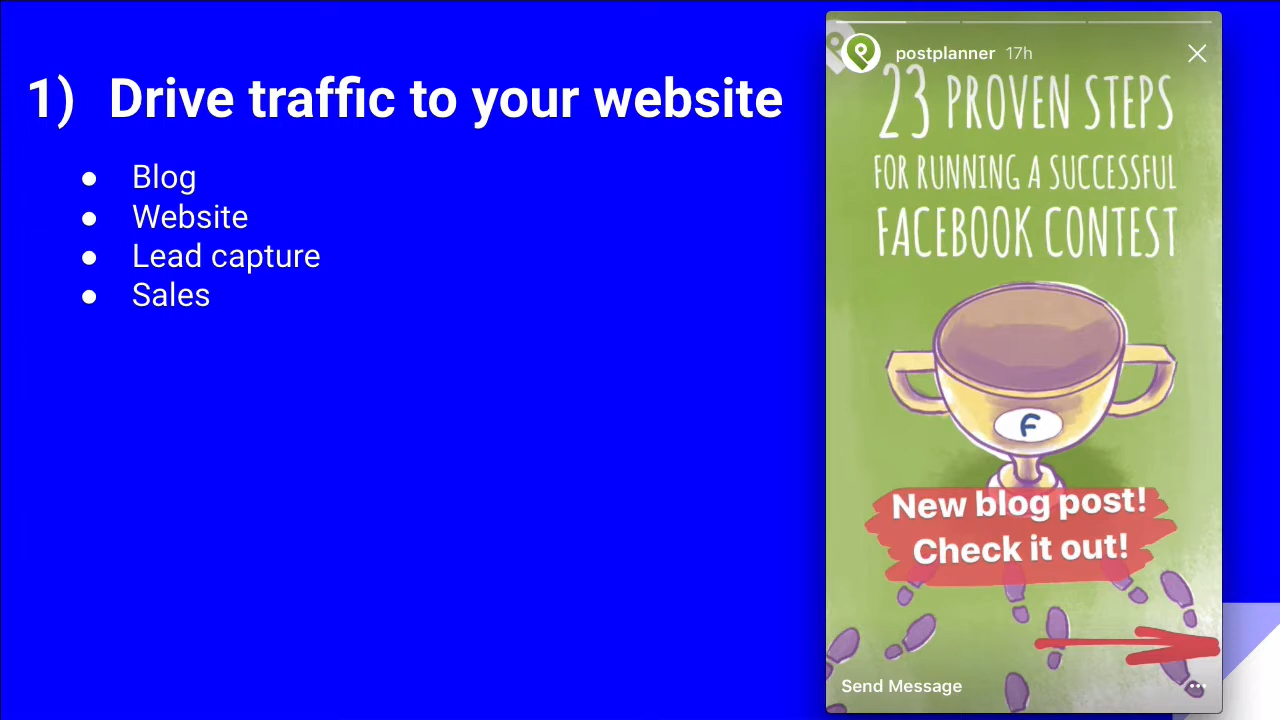 1) Drive traffic to your website
● Blog
● Website
● Lead capture
● Sales
postplanner 17h
23 PROVEN STEPS
FOR RUNNING A SUCCESSFUL
FACEBOOK CONTEST
F
New blog post!
Check it out!
Send Message